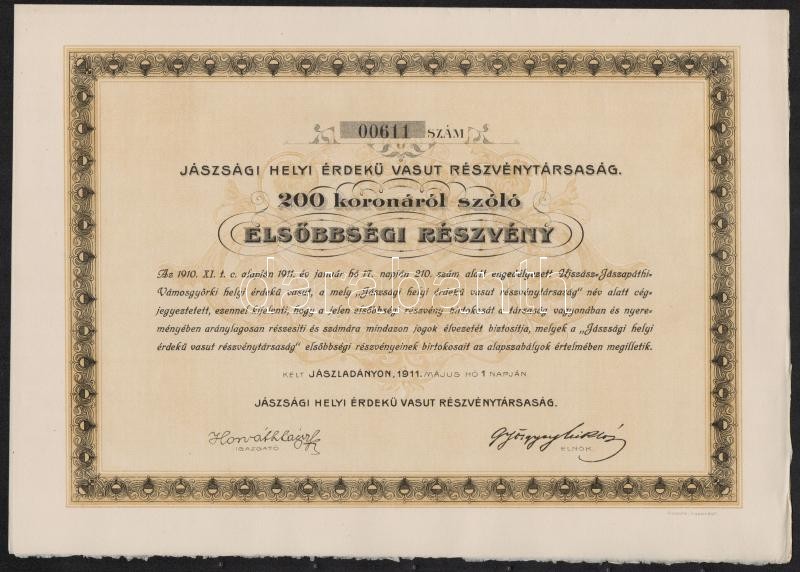 00611 SZÁM
JÁSZSÁGI HELYI ÉRDEKŰ VASUT RÉSZVÉNYTÁRSASÁG.
200 koronáról szóló
ELSŐBBSÉGI RÉSZVÉNY
Az 1910. XI. t. c. alapján 1911. év január hó 17. napján 210. szám alatt engedélyezett Ujszász-Jászapáthi-
Vámosgyörki helyi érdekű vasut, a mely „Jászsági helyi érdekű vasut részvénytársaság" név alatt cég-
jegyeztetett, ezennel kijelenti, hogy a jelen elsőbbségi részvény birtokosát a társaság vagyonában és nyere-
ményében aránylagosan részesíti és számára mindazon jogok élvezetét biztosítja, melyek a „Jászsági helyi
érdekű vasut részvénytársaság" elsőbbségi részvényeinek birtokosait az alapszabályok értelmében megilletik.
KELT JÁSZLADÁNYON, 1911. MÁJUS HÓ 1 NAPJÁN
JÁSZSÁGI HELYI ÉRDEKŰ VASUT RÉSZVÉNYTÁRSASÁG.
IGAZGATÓ
ELNÖK
darabanth